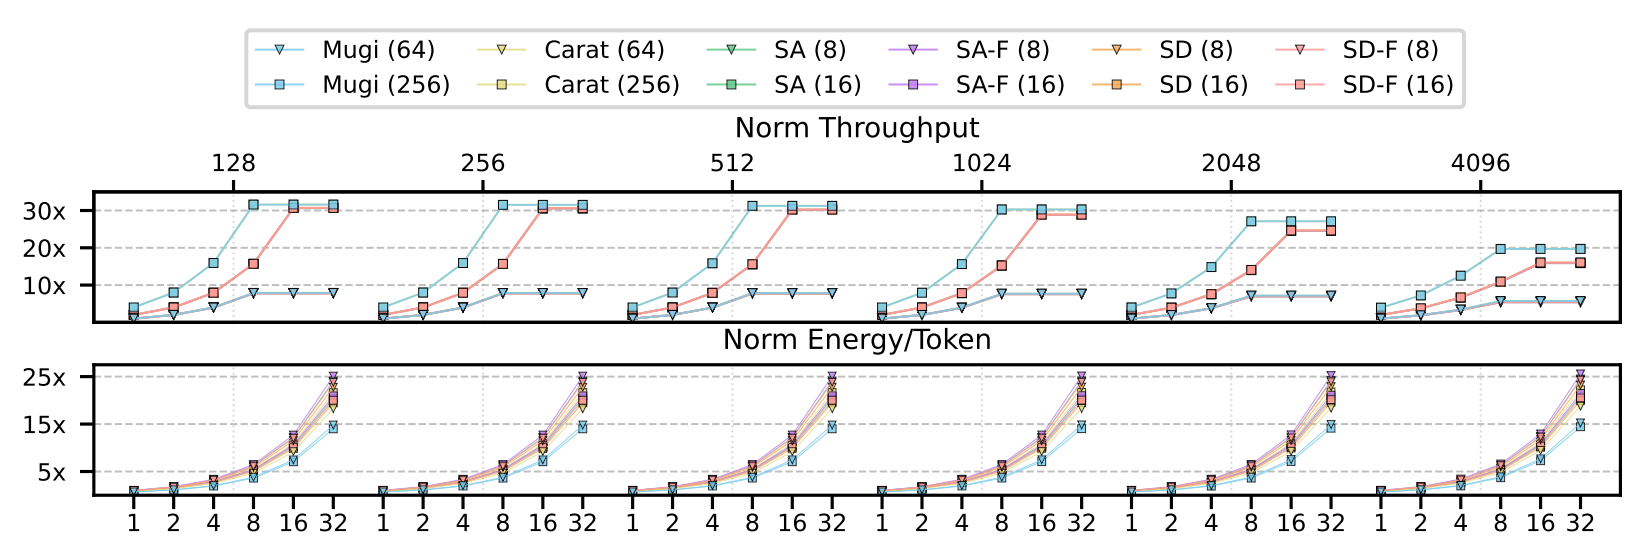 Mugi (64) Carat (64) SA (8) SA-F (8) SD (8) SD-F (8)
Mugi (256) Carat (256) SA (16) SA-F (16) SD (16) SD-F (16)
Norm Throughput
128 256 512 1024 2048 4096
30x
20x
10x
Norm Energy/Token
25x
15x
5x
1 2 4 8 16 32 1 2 4 8 16 32 1 2 4 8 16 32 1 2 4 8 16 32 1 2 4 8 16 32 1 2 4 8 16 32